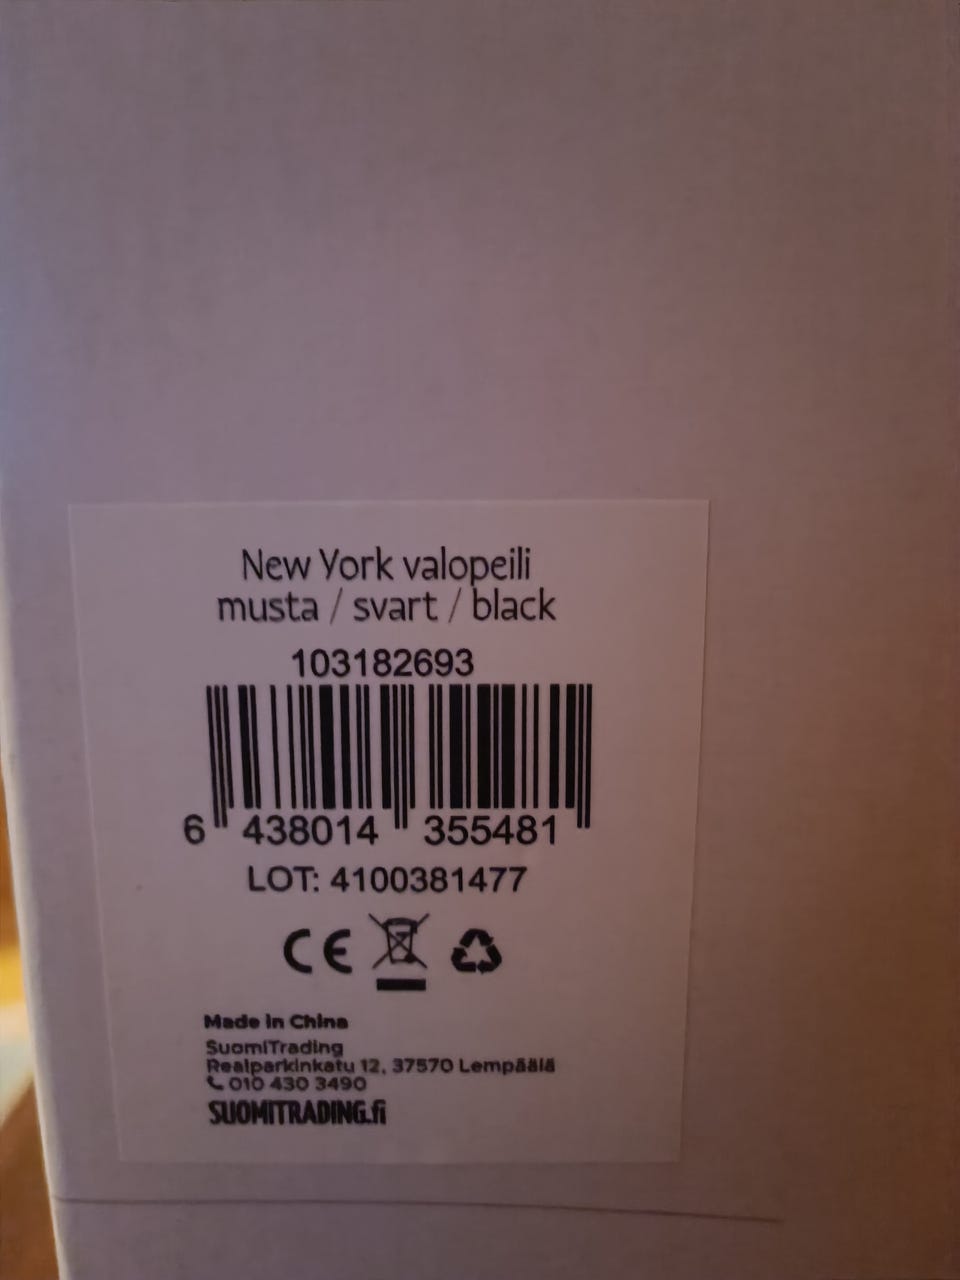 New York valopeili
musta / svart / black
103182693
6 438014 355481
LOT: 4100381477
CE
Made in China
SuomiTrading
Realparkinkatu 12, 37570 Lempäälä
010 430 3490
SUOMITRADING.fi